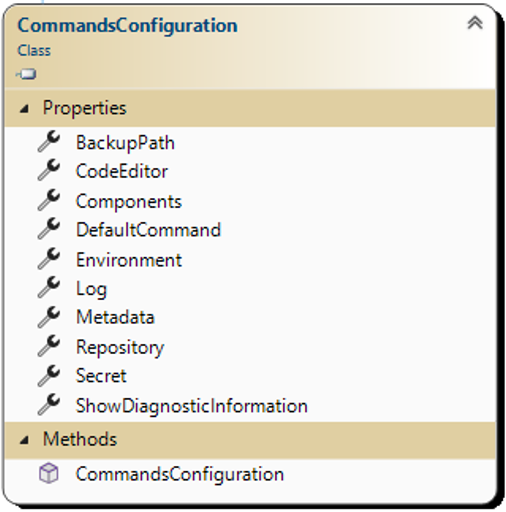 CommandsConfiguration
Class
Properties
BackupPath
CodeEditor
Components
DefaultCommand
Environment
Log
Metadata
Repository
Secret
ShowDiagnosticInformation
Methods
CommandsConfiguration